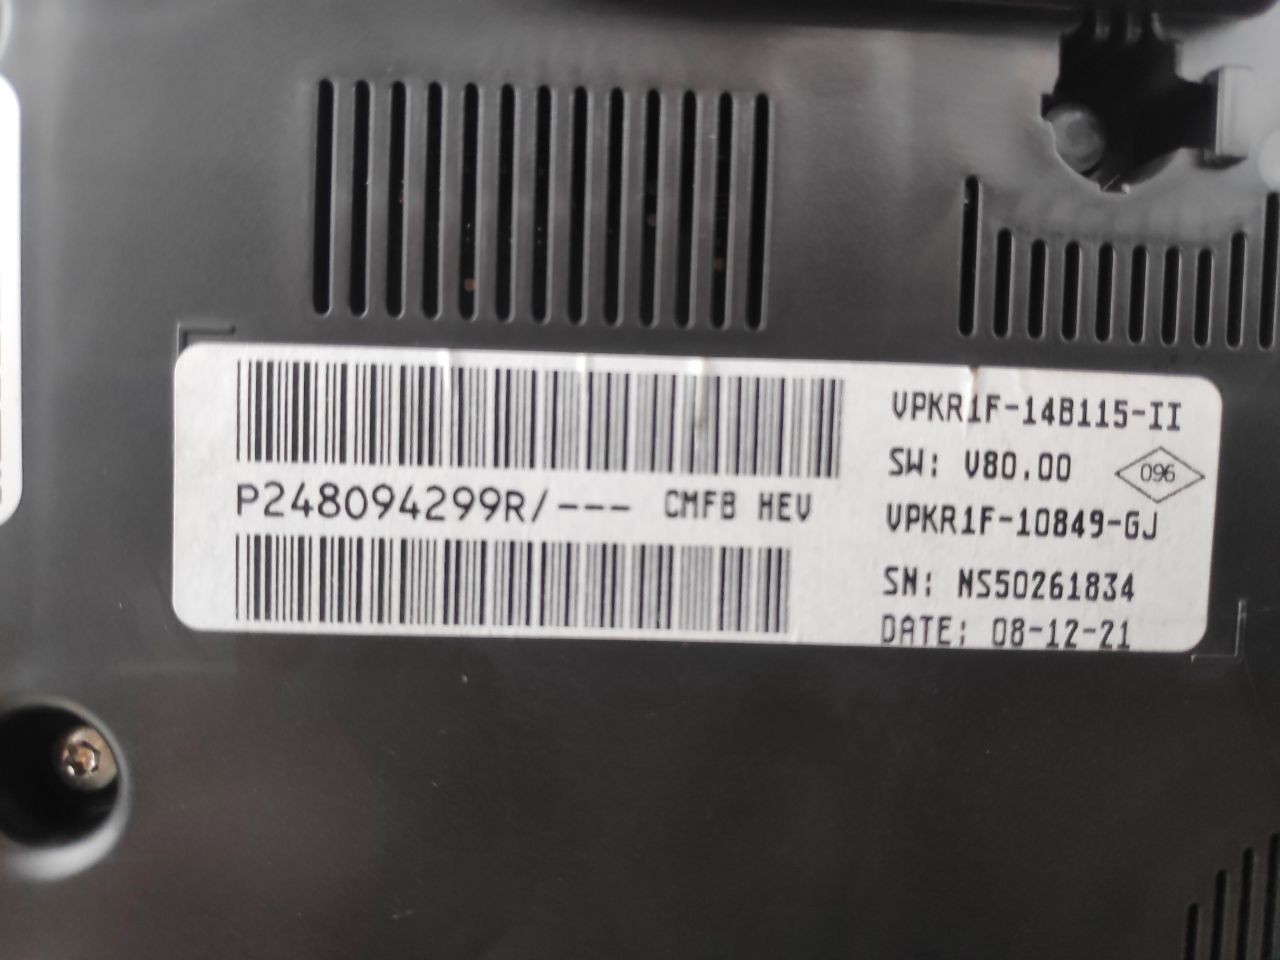 VPKR1F-14B115-II
SW: V80.00
096
P248094299R/--- CMFB HEV
VPKR1F-10849-GJ
SN: NS50261834
DATE: 08-12-21